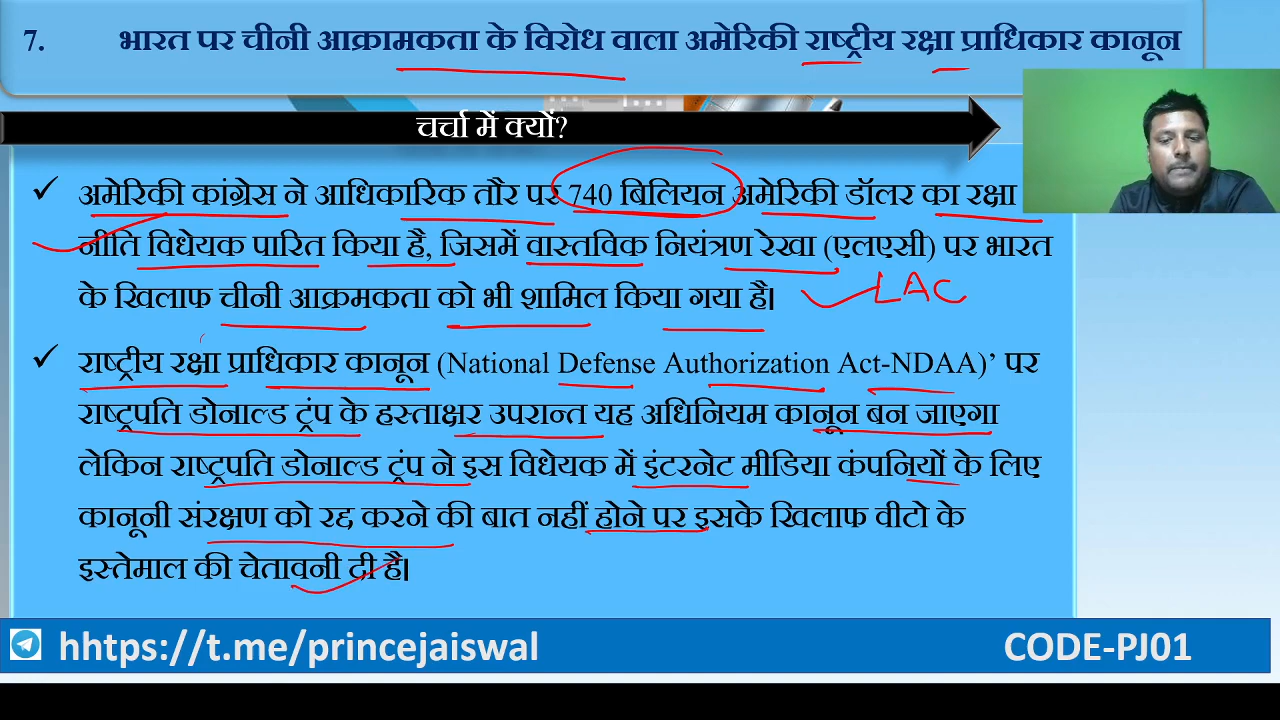 7. भारत पर चीनी आक्रामकता के विरोध वाला अमेरिकी राष्ट्रीय रक्षा प्राधिकार कानून
चर्चा में क्यों?
✓ अमेरिकी कांग्रेस ने आधिकारिक तौर पर 740 बिलियन अमेरिकी डॉलर का रक्षा
नीति विधेयक पारित किया है, जिसमें वास्तविक नियंत्रण रेखा (एलएसी) पर भारत
के खिलाफ चीनी आक्रमकता को भी शामिल किया गया है।
LAC
✓ राष्ट्रीय रक्षा प्राधिकार कानून (National Defense Authorization Act-NDAA)’ पर
राष्ट्रपति डोनाल्ड ट्रंप के हस्ताक्षर उपरान्त यह अधिनियम कानून बन जाएगा
लेकिन राष्ट्रपति डोनाल्ड ट्रंप ने इस विधेयक में इंटरनेट मीडिया कंपनियों के लिए
कानूनी संरक्षण को रद्द करने की बात नहीं होने पर इसके खिलाफ वीटो के
इस्तेमाल की चेतावनी दी है।
hhtps://t.me/princejaiswal
CODE-PJ01